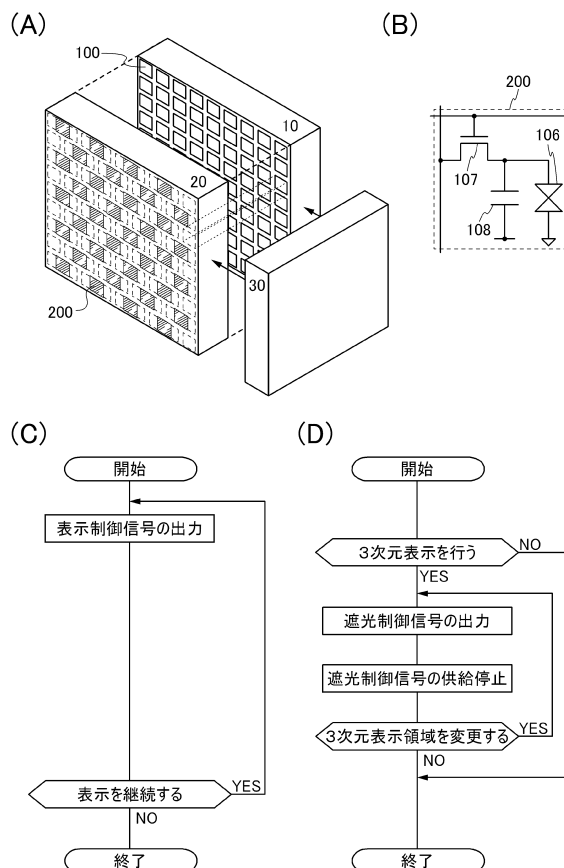 (A)
100
10
20
30
200
(B)
200
106
107
108
(C)
開始
表示制御信号の出力
表示を継続する
YES
NO
終了
(D)
開始
3次元表示を行う
NO
YES
遮光制御信号の出力
遮光制御信号の供給停止
3次元表示領域を変更する
YES
NO
終了